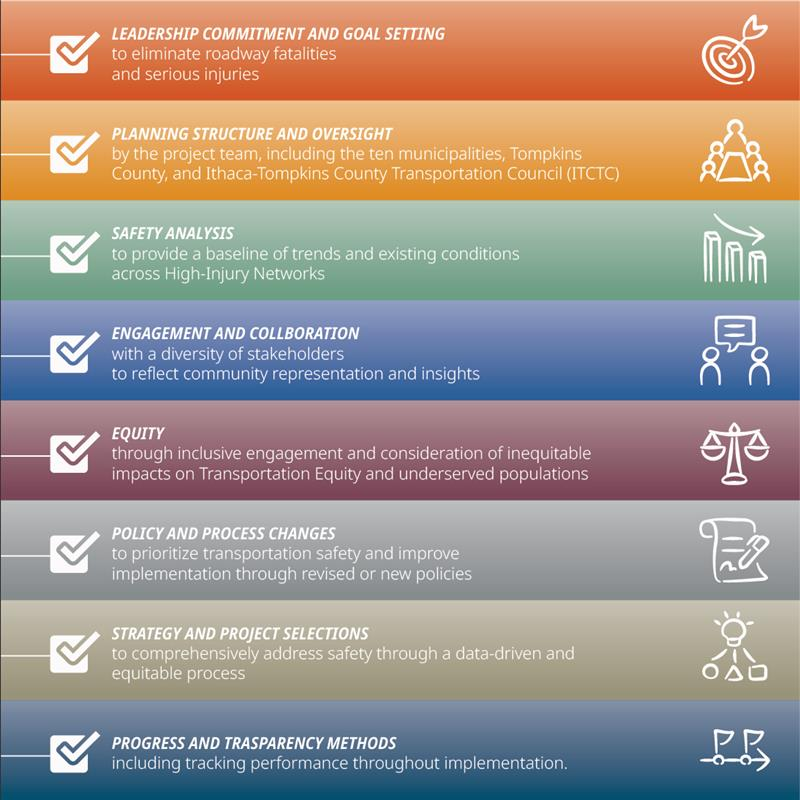 LEADERSHIP COMMITMENT AND GOAL SETTING
to eliminate roadway fatalities
and serious injuries
PLANNING STRUCTURE AND OVERSIGHT
by the project team, including the ten municipalities, Tompkins
County, and Ithaca-Tompkins County Transportation Council (ITCTC)
SAFETY ANALYSIS
to provide a baseline of trends and existing conditions
across High-Injury Networks
ENGAGEMENT AND COLLBORATION
with a diversity of stakeholders
to reflect community representation and insights
EQUITY
through inclusive engagement and consideration of inequitable
impacts on Transportation Equity and underserved populations
POLICY AND PROCESS CHANGES
to prioritize transportation safety and improve
implementation through revised or new policies
STRATEGY AND PROJECT SELECTIONS
to comprehensively address safety through a data-driven and
equitable process
PROGRESS AND TRASPARENCY METHODS
including tracking performance throughout implementation.